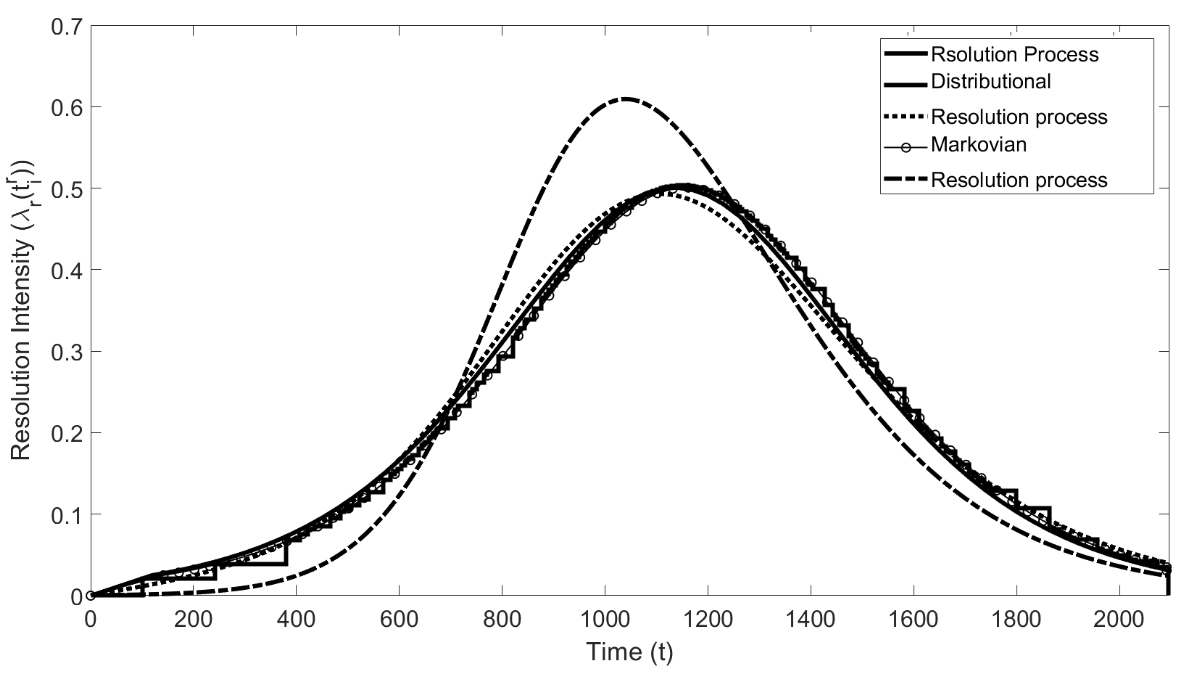 0.7
0.6
0.5
0.4
0.3
0.2
0.1
0
Resolution Intensity (λr(tir))
Rsolution Process
Distributional
Resolution process
Markovian
Resolution process
0 200 400 600 800 1000 1200 1400 1600 1800 2000
Time (t)